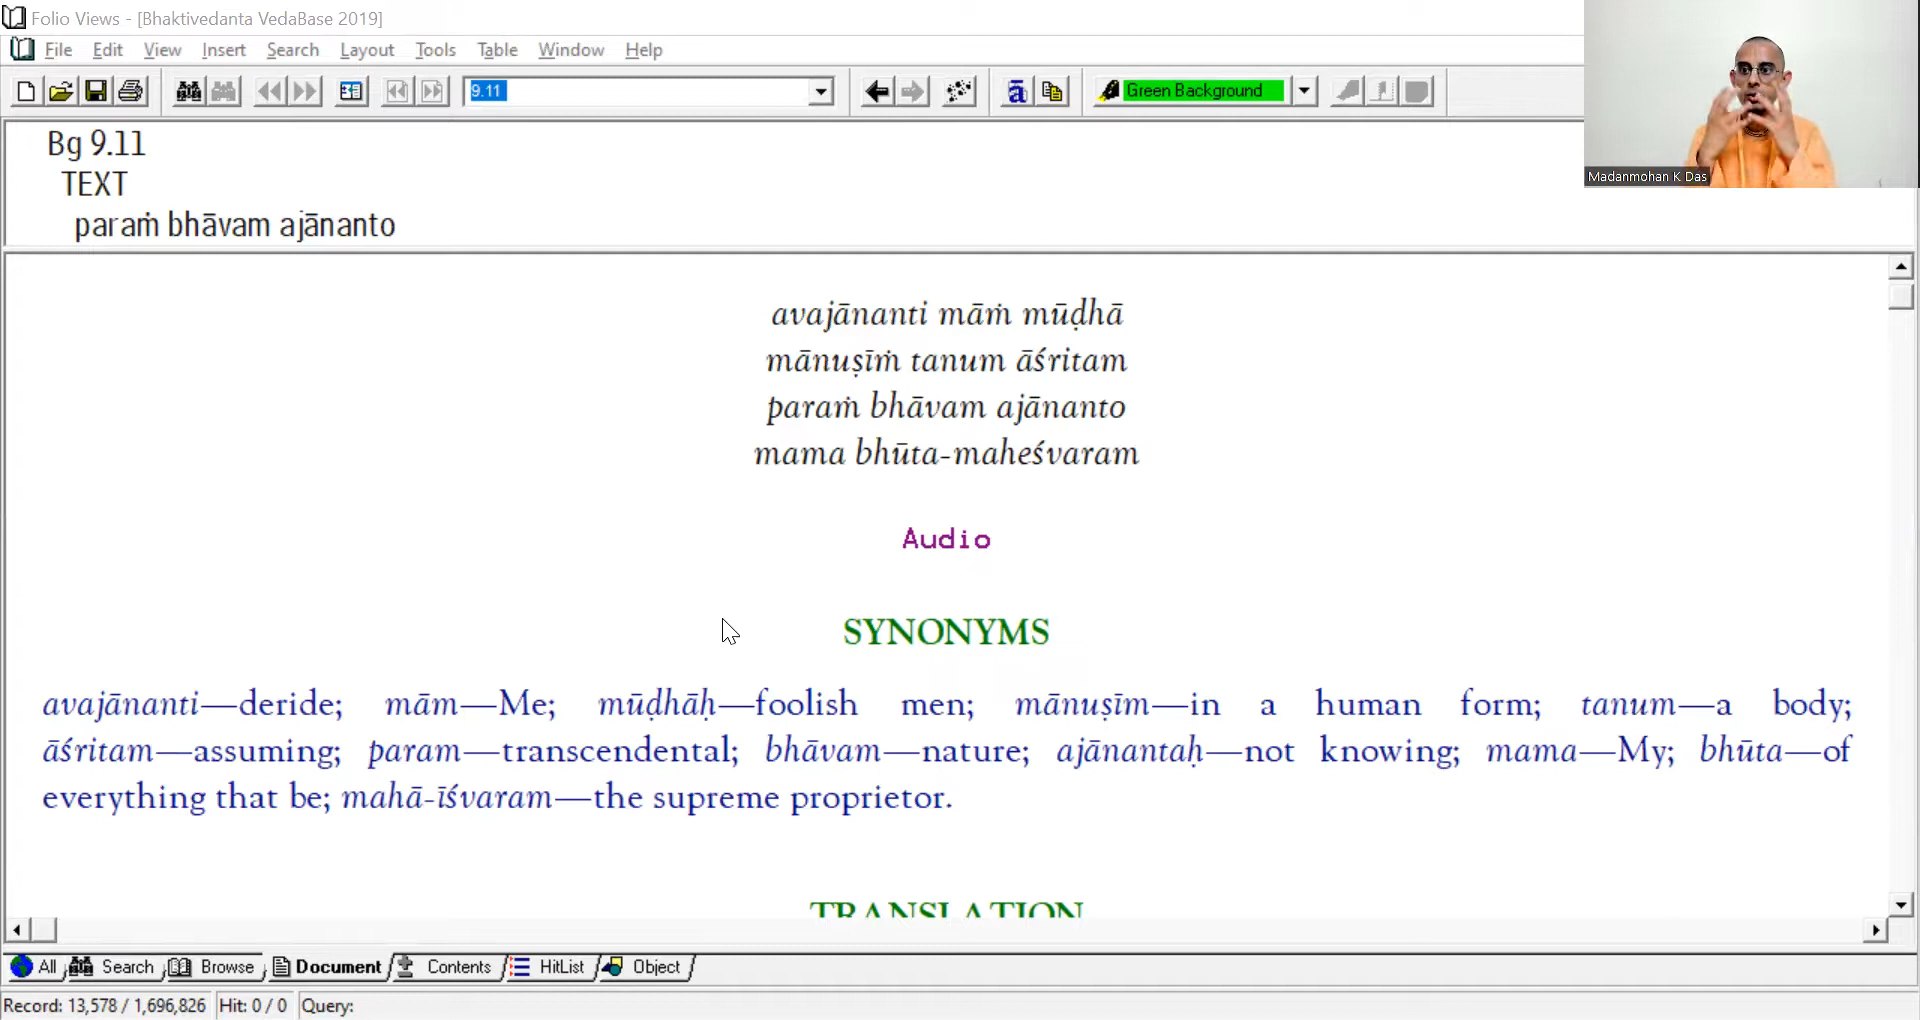 Folio Views - [Bhaktivedanta VedaBase 2019]
File Edit View Insert Search Layout Tools Table Window Help
9.11
ā
Green Background
Madanmohan K Das
Bg 9.11
TEXT
paraṁ bhāvam ajānanto
avajānanti māṁ mūḍhā
mānuṣīṁ tanum āśritam
paraṁ bhāvam ajānanto
mama bhūta-maheśvaram
Audio
SYNONYMS
avajānanti—deride; mām—Me; mūḍhāḥ—foolish men; mānuṣīm—in a human form; tanum—a body;
āśritam—assuming; param—transcendental; bhāvam—nature; ajānantaḥ—not knowing; mama—My; bhūta—of
everything that be; mahā-īśvaram—the supreme proprietor.
TRANSLATION
All Search Browse Document Contents HitList Object
Record: 13,578 / 1,696,826 Hit: 0 / 0 Query: